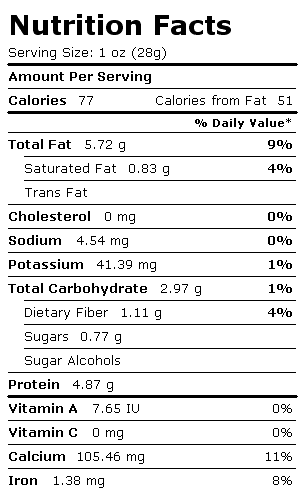 Nutrition Facts
Serving Size: 1 oz (28g)
Amount Per Serving
Calories 77 Calories from Fat 51
% Daily Value*
Total Fat 5.72 g 9%
Saturated Fat 0.83 g 4%
Trans Fat
Cholesterol 0 mg 0%
Sodium 4.54 mg 0%
Potassium 41.39 mg 1%
Total Carbohydrate 2.97 g 1%
Dietary Fiber 1.11 g 4%
Sugars 0.77 g
Sugar Alcohols
Protein 4.87 g
Vitamin A 7.65 IU 0%
Vitamin C 0 mg 0%
Calcium 105.46 mg 11%
Iron 1.38 mg 8%